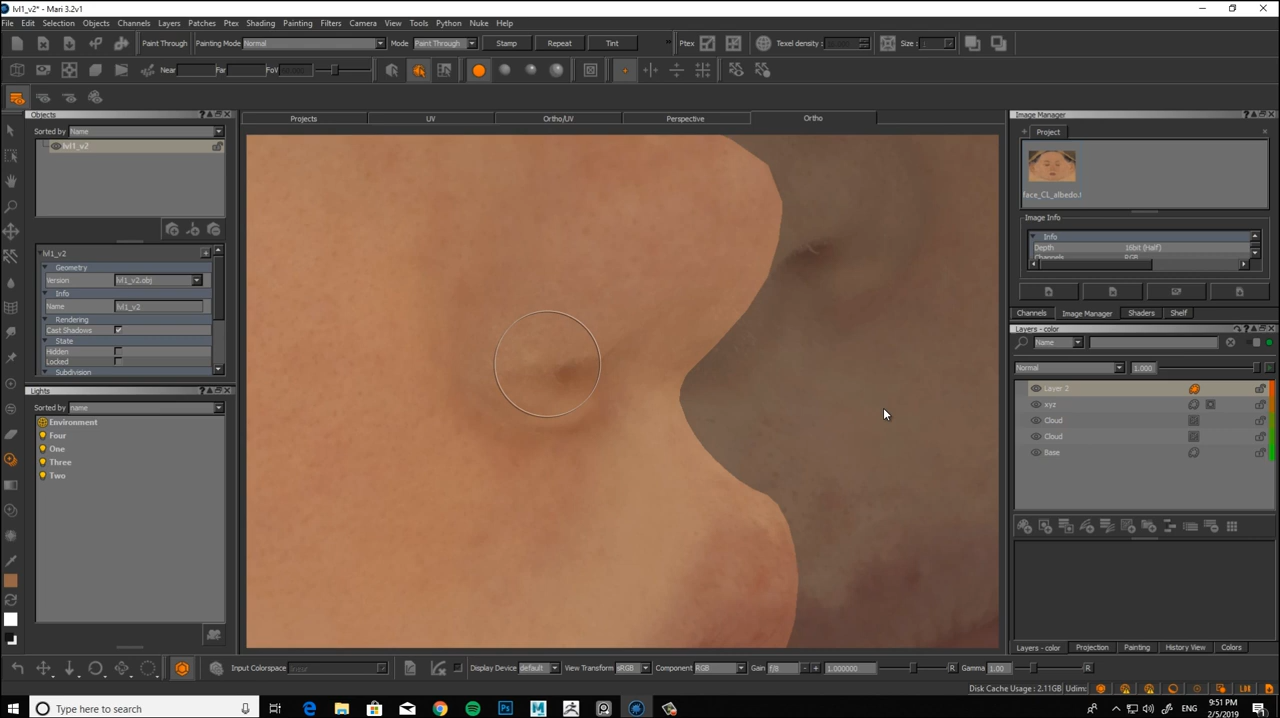 lvl1_v2* - Mari 3.2v1
File Edit Selection Objects Channels Layers Patches Ptex Shading Painting Filters Camera View Tools Python Nuke Help
Paint Through Painting Mode Normal Mode Paint Through Stamp Repeat Tint Ptex Texel density: Size: 1
Near Far FoV
Objects
Sorted by Name
lvl1_v2
lvl1_v2
Geometry
Version lvl1_v2.obj
Info
Name lvl1_v2
Rendering
Cast Shadows
State
Hidden
Locked
Subdivision
Lights
Sorted by name
Environment
Four
One
Three
Two
Projects UV Ortho/UV Perspective Ortho
Image Manager
Project
face_CL_albedo.t
Image Info
Info
Depth 16bit (Half)
Channels RGB
Channels Image Manager Shaders Shelf
Layers - color
Name
Normal 1.000
Layer 2
xyz
Cloud
Cloud
Base
Layers - color Projection Painting History View Colors
Input Colorspace linear Display Device default View Transform sRGB Component RGB Gain f/8 1.000000 R Gamma 1.00 R
Disk Cache Usage : 2.11GB Udim:
Type here to search
9:51 PM
2/5/2019